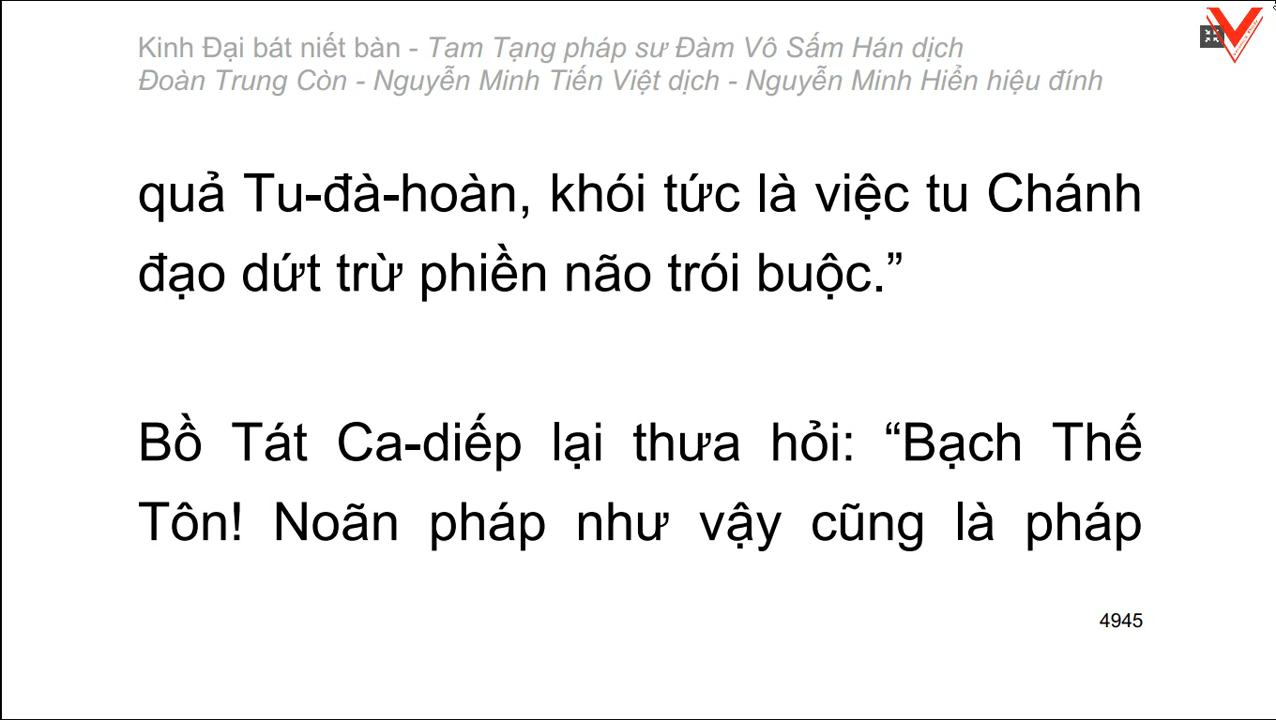 Kinh Đại bát niết bàn - Tam Tạng pháp sư Đàm Vô Sấm Hán dịch
Đoàn Trung Còn - Nguyễn Minh Tiến Việt dịch - Nguyễn Minh Hiển hiệu đính
quả Tu-đà-hoàn, khói tức là việc tu Chánh
đạo dứt trừ phiền não trói buộc.”
Bồ Tát Ca-diếp lại thưa hỏi: “Bạch Thế
Tôn! Noãn pháp như vậy cũng là pháp
4945